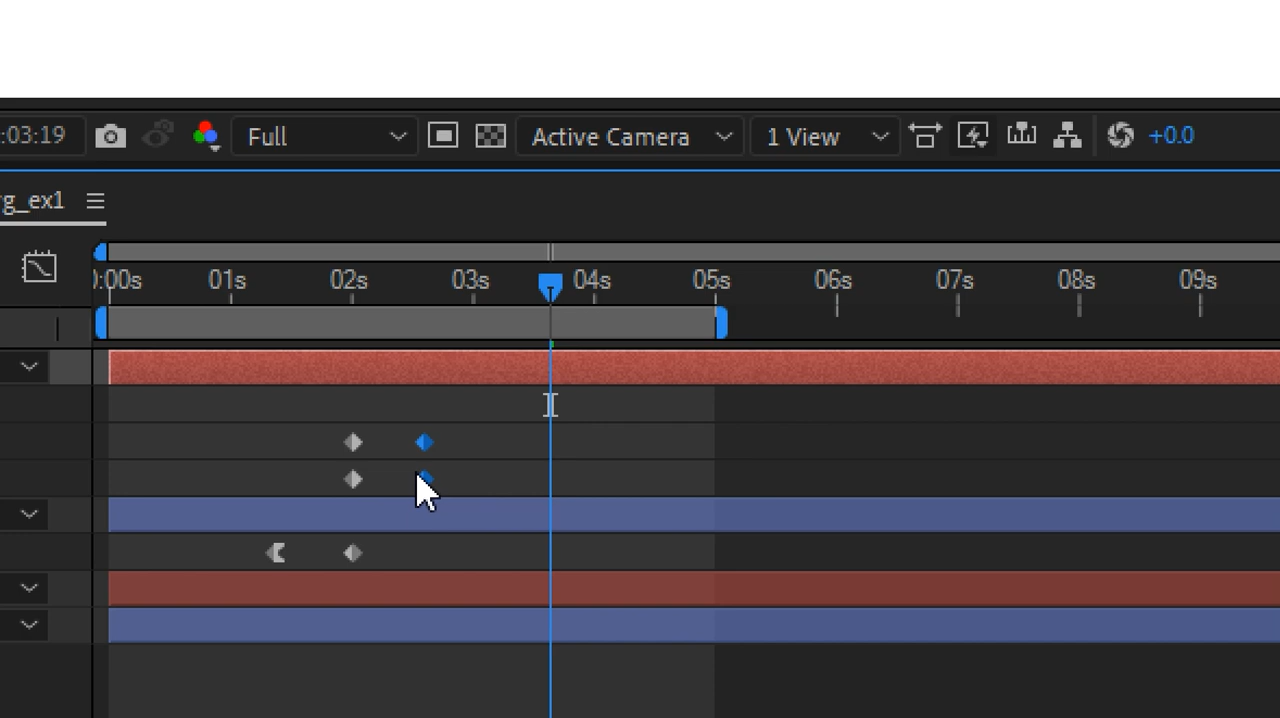 :03:19 Full Active Camera 1 View +0.0
rg_ex1
):00s 01s 02s 03s 04s 05s 06s 07s 08s 09s